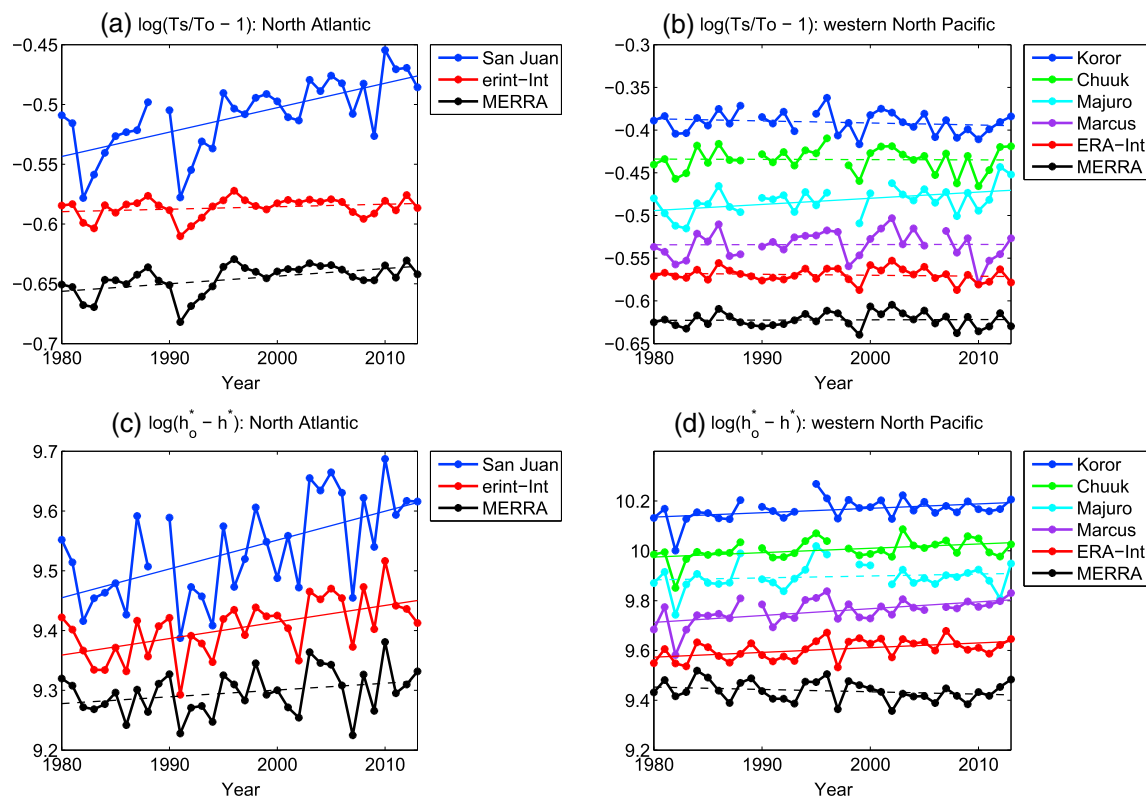 (a) log(Ts/To − 1): North Atlantic
−0.45
−0.5
−0.55
−0.6
−0.65
−0.7
1980 1990 2000 2010
Year
San Juan
erint−Int
MERRA
(b) log(Ts/To − 1): western North Pacific
−0.3
−0.35
−0.4
−0.45
−0.5
−0.55
−0.6
−0.65
1980 1990 2000 2010
Year
Koror
Chuuk
Majuro
Marcus
ERA−Int
MERRA
(c) log(h*o − h*): North Atlantic
9.7
9.6
9.5
9.4
9.3
9.2
1980 1990 2000 2010
Year
San Juan
erint−Int
MERRA
(d) log(h*o − h*): western North Pacific
10.2
10
9.8
9.6
9.4
9.2
1980 1990 2000 2010
Year
Koror
Chuuk
Majuro
Marcus
ERA−Int
MERRA